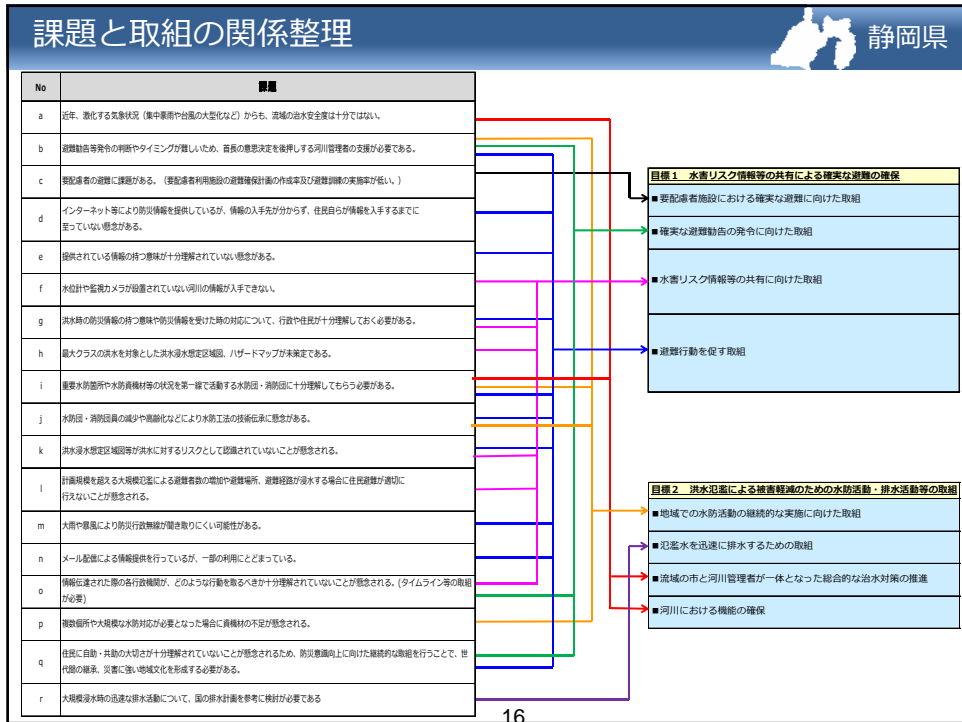 課題と取組の関係整理
静岡県
No
課題
a
近年、激化する気象状況（集中豪雨や台風の大型化など）からも、流域の治水安全度は十分ではない。
b
避難勧告等発令の判断やタイミングが難しいため、首長の意思決定を後押しする河川管理者の支援が必要である。
c
要配慮者の避難に課題がある。（要配慮者利用施設の避難確保計画の作成率及び避難訓練の実施率が低い。）
d
インターネット等により防災情報を提供しているが、情報の入手先が分からず、住民自らが情報を入手するまでに
至っていない懸念がある。
e
提供されている情報の持つ意味が十分理解されていない懸念がある。
f
水位計や監視カメラが設置されていない河川の情報が入手できない。
g
洪水時の防災情報の持つ意味や防災情報を受けた時の対応について、行政や住民が十分理解しておく必要がある。
h
最大クラスの洪水を対象とした洪水浸水想定区域図、ハザードマップが未策定である。
i
重要水防箇所や水防資機材等の状況を第一線で活動する水防団・消防団に十分理解してもらう必要がある。
j
水防団・消防団員の減少や高齢化などにより水防工法の技術伝承に懸念がある。
k
洪水浸水想定区域図等が洪水に対するリスクとして認識されていないことが懸念される。
l
計画規模を超える大規模氾濫による避難者数の増加や避難場所、避難経路が浸水する場合に住民避難が適切に
行えないことが懸念される。
m
大雨や暴風により防災行政無線が聞き取りにくい可能性がある。
n
メール配信による情報提供を行っているが、一部の利用にとどまっている。
o
情報伝達された際の各行政機関が、どのような行動を取るべきか十分理解されていないことが懸念される。(タイムライン等の取組
が必要)
p
複数個所や大規模な水防対応が必要となった場合に資機材の不足が懸念される。
q
住民に自助・共助の大切さが十分理解されていないことが懸念されるため、防災意識向上に向けた継続的な取組を行うことで、世
代間の継承、災害に強い地域文化を形成する必要がある。
r
大規模浸水時の迅速な排水活動について、国の排水計画を参考に検討が必要である
目標１　水害リスク情報等の共有による確実な避難の確保
■要配慮者施設における確実な避難に向けた取組
■確実な避難勧告の発令に向けた取組
■水害リスク情報等の共有に向けた取組
■避難行動を促す取組
目標２　洪水氾濫による被害軽減のための水防活動・排水活動等の取組
■地域での水防活動の継続的な実施に向けた取組
■氾濫水を迅速に排水するための取組
■流域の市と河川管理者が一体となった総合的な治水対策の推進
■河川における機能の確保
16